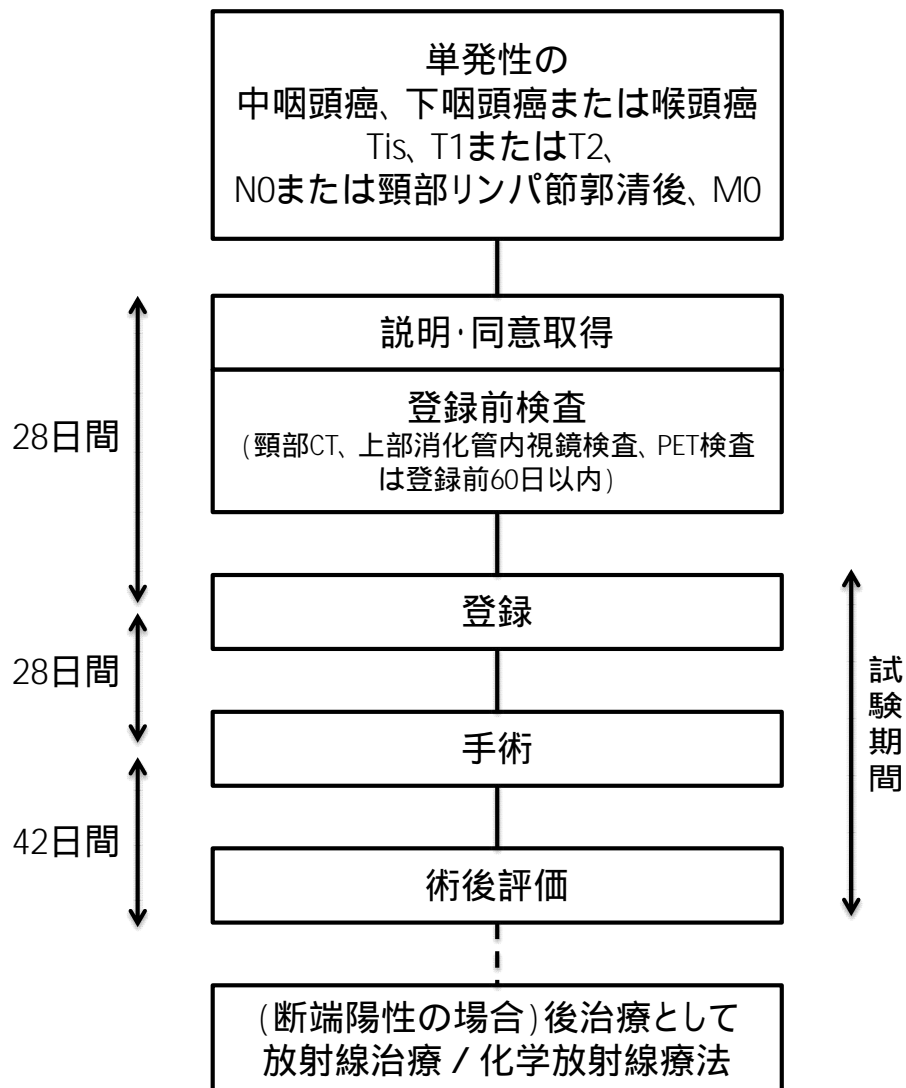 単発性の
中咽頭癌、下咽頭癌または喉頭癌
Tis、T1またはT2、
N0または頸部リンパ節郭清後、M0
説明・同意取得
登録前検査
(頸部CT、上部消化管内視鏡検査、PET検査
は登録前60日以内)
28日間
登録
28日間
手術
試験期間
42日間
術後評価
(断端陽性の場合)後治療として
放射線治療/化学放射線療法